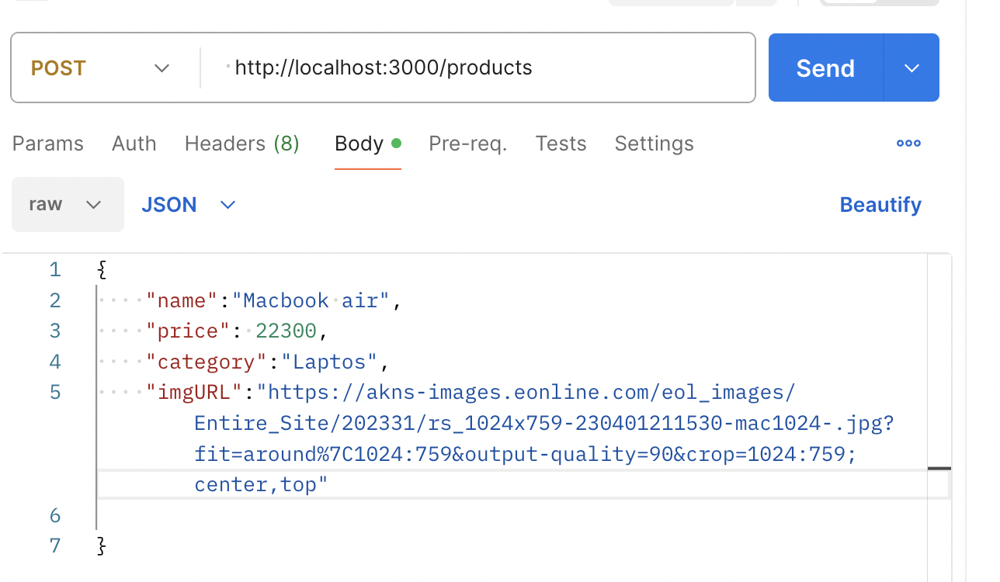 POST http://localhost:3000/products Send
Params Auth Headers (8) Body Pre-req. Tests Settings
raw JSON Beautify
1 {
2 "name":"Macbook air",
3 "price": 22300,
4 "category":"Laptos",
5 "imgURL":"https://akns-images.eonline.com/eol_images/
Entire_Site/202331/rs_1024x759-230401211530-mac1024-.jpg?
fit=around%7C1024:759&output-quality=90&crop=1024:759;
center,top"
6
7 }